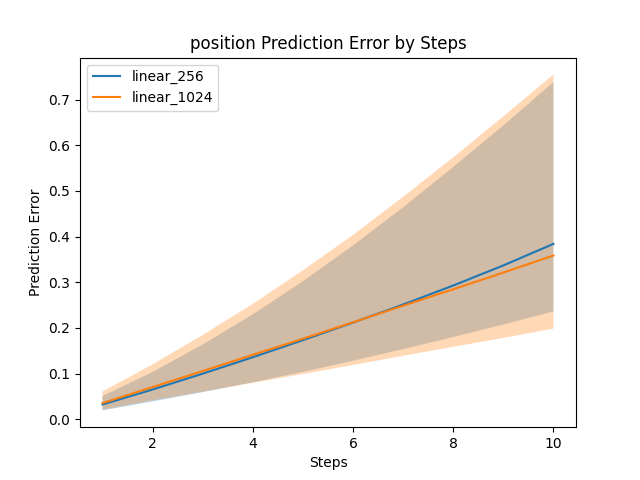 position Prediction Error by Steps
linear_256
linear_1024
Prediction Error
0.7
0.6
0.5
0.4
0.3
0.2
0.1
0.0
2 4 6 8 10
Steps